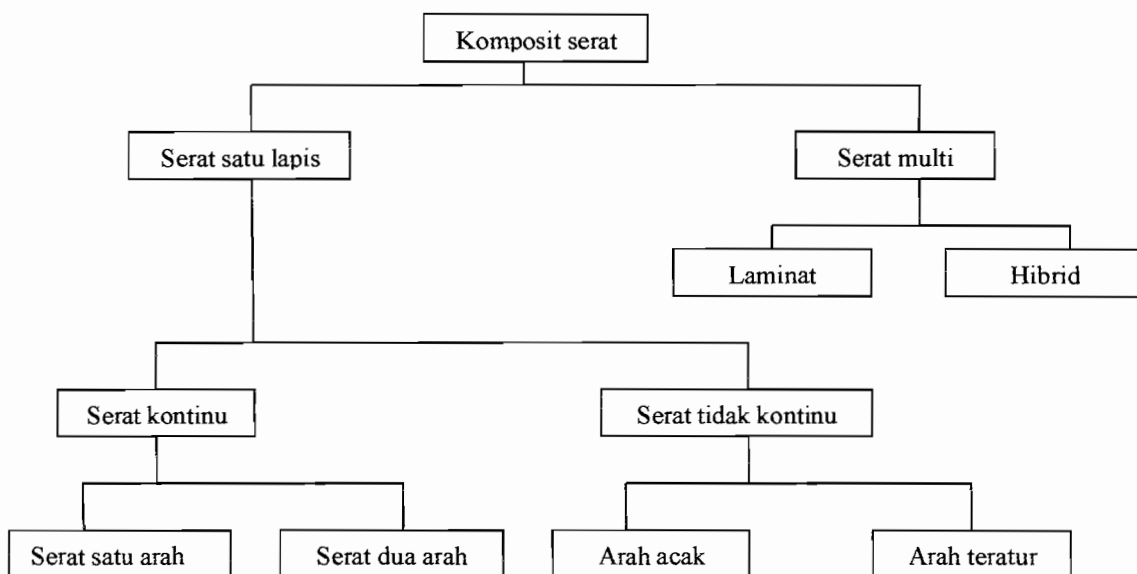 Komposit serat
Serat satu lapis
Serat multi
Laminat
Hibrid
Serat kontinu
Serat tidak kontinu
Serat satu arah
Serat dua arah
Arah acak
Arah teratur